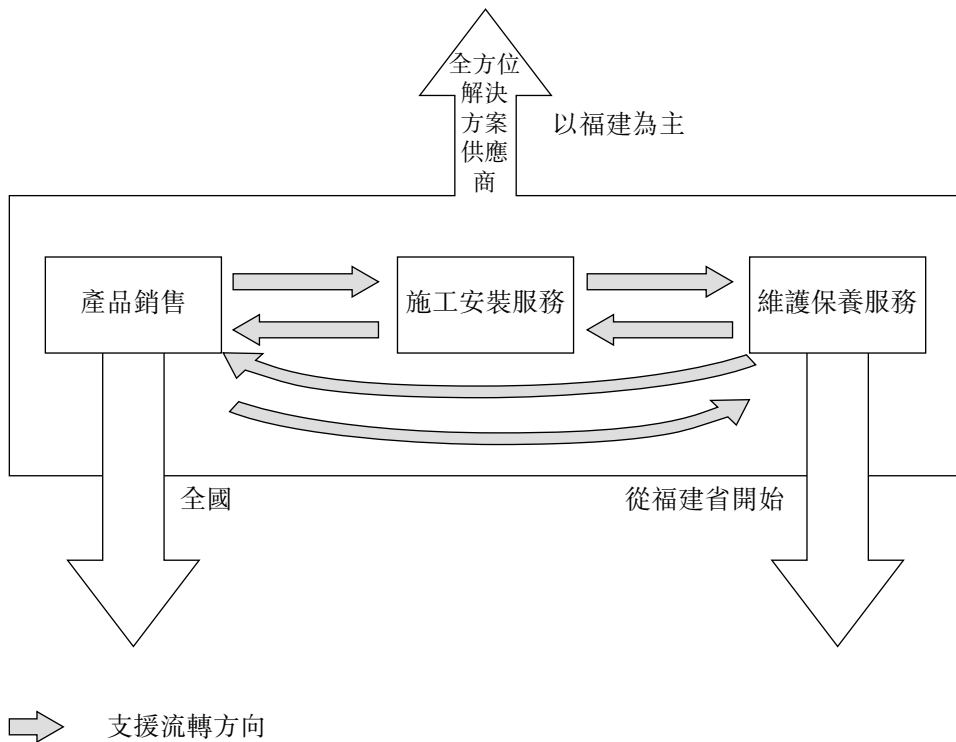 全方位
解決
方案
供應
商
以福建為主
產品銷售
施工安裝服務
維護保養服務
全國
從福建省開始
支援流轉方向